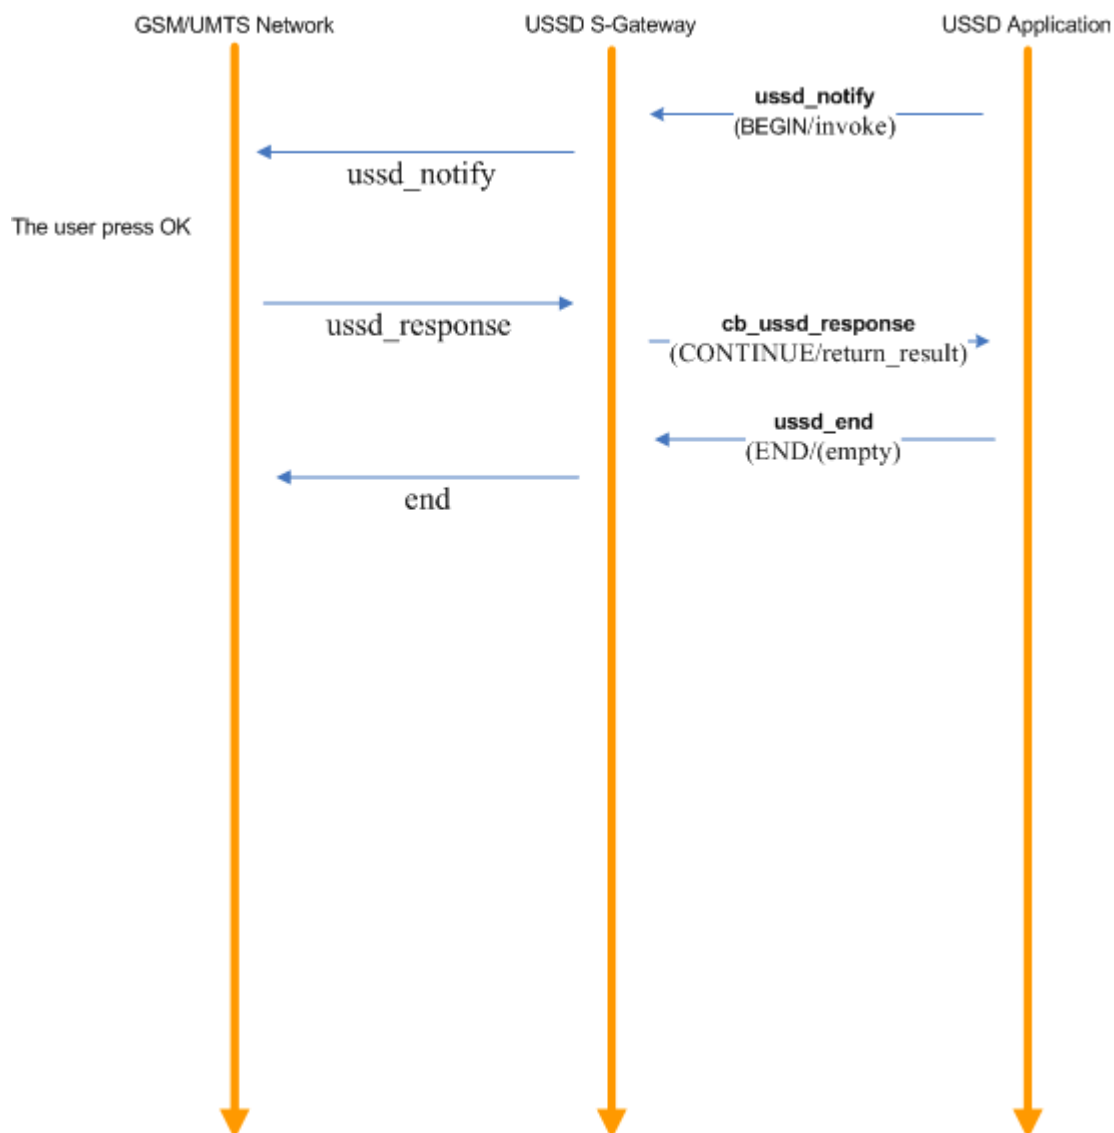 GSM/UMTS Network
USSD S-Gateway
USSD Application
ussd_notify
(BEGIN/invoke)
ussd_notify
The user press OK
ussd_response
cb_ussd_response
(CONTINUE/return_result)
ussd_end
(END/(empty)
end